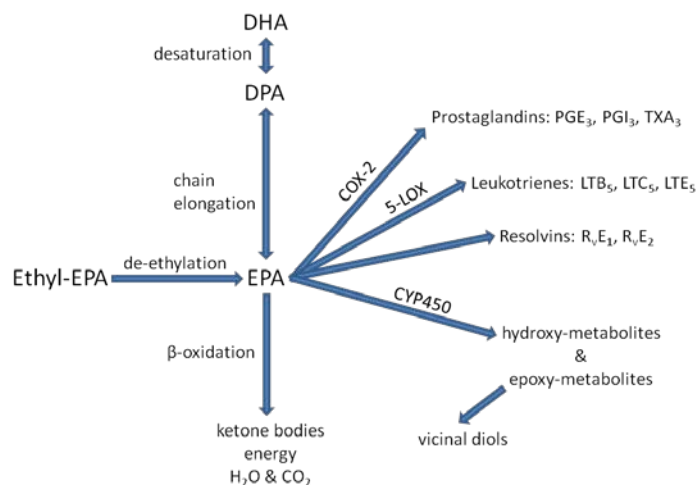 DHA
desaturation
DPA
Prostaglandins: PGE₃, PGI₃, TXA₃
COX-2
chain
elongation
5-LOX
Leukotrienes: LTB₅, LTC₅, LTE₅
Resolvins: RᵥE₁, RᵥE₂
Ethyl-EPA
de-ethylation
EPA
CYP450
β-oxidation
hydroxy-metabolites
&
epoxy-metabolites
ketone bodies
energy
H₂O & CO₂
vicinal diols